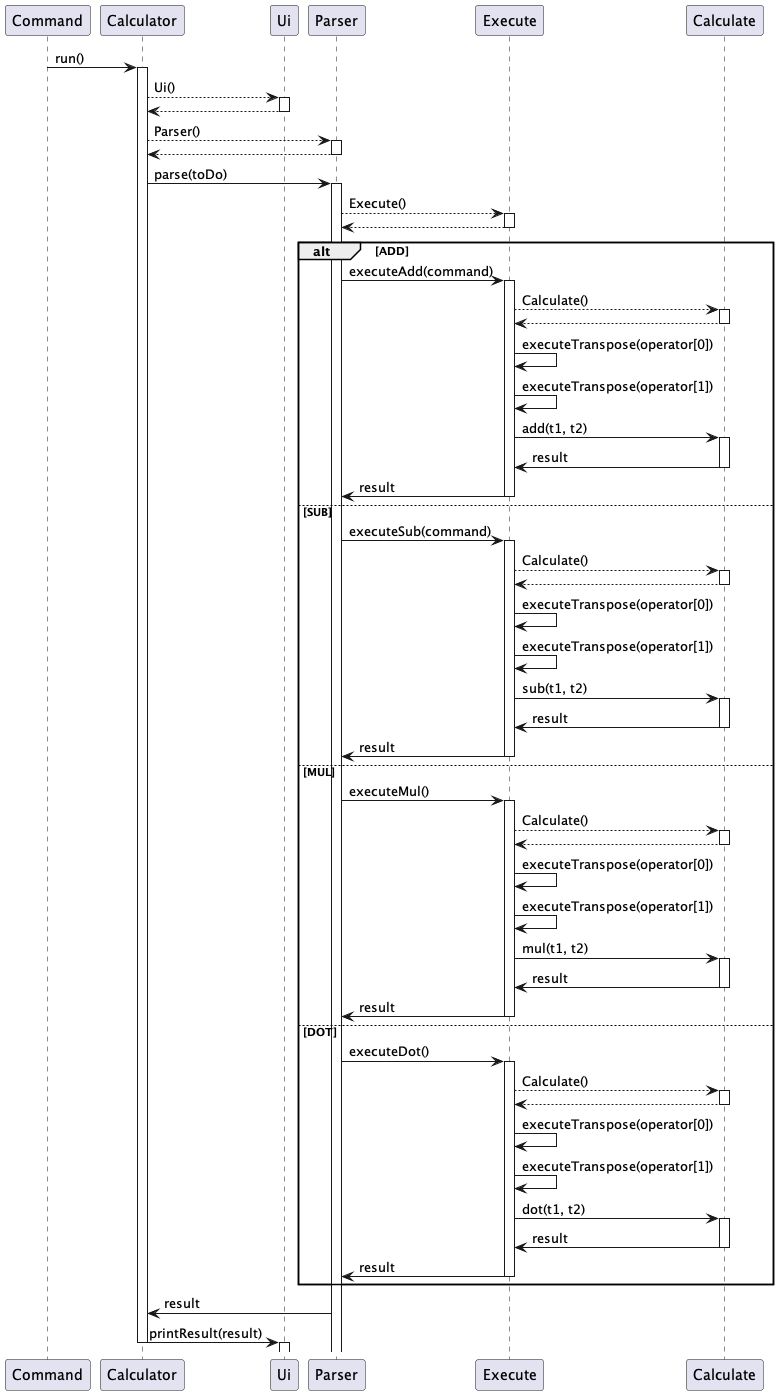 Command Calculator Ui Parser Execute Calculate
run()
Ui()
Parser()
parse(toDo)
Execute()
alt [ADD]
executeAdd(command)
Calculate()
executeTranspose(operator[0])
executeTranspose(operator[1])
add(t1, t2)
result
result
[SUB]
executeSub(command)
Calculate()
executeTranspose(operator[0])
executeTranspose(operator[1])
sub(t1, t2)
result
result
[MUL]
executeMul()
Calculate()
executeTranspose(operator[0])
executeTranspose(operator[1])
mul(t1, t2)
result
result
[DOT]
executeDot()
Calculate()
executeTranspose(operator[0])
executeTranspose(operator[1])
dot(t1, t2)
result
result
result
printResult(result)
Command Calculator Ui Parser Execute Calculate